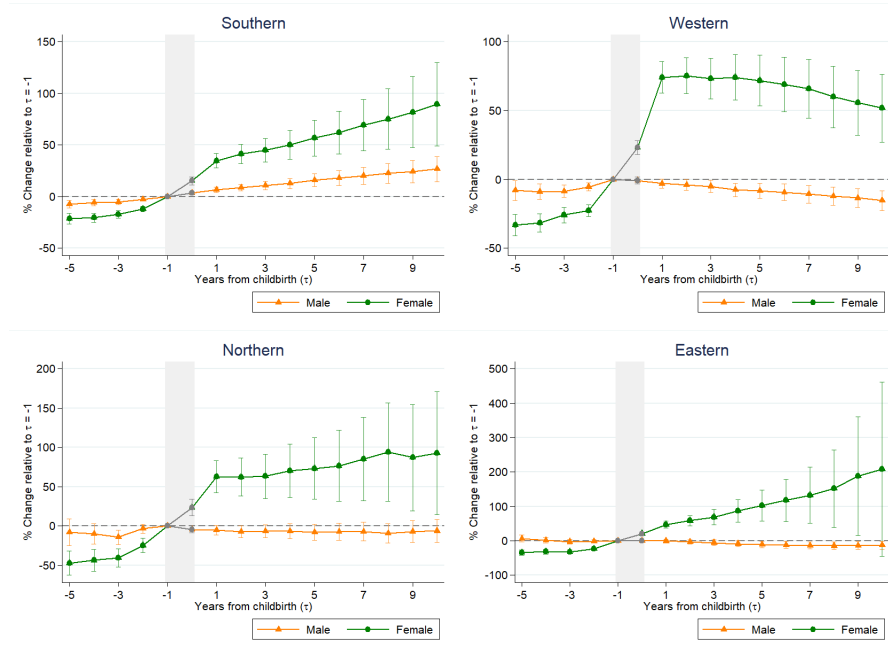 Southern
% Change relative to τ = -1
150
100
50
0
-50
-5 -3 -1 1 3 5 7 9
Years from childbirth (τ)
Male Female
Western
% Change relative to τ = -1
100
50
0
-50
-5 -3 -1 1 3 5 7 9
Years from childbirth (τ)
Male Female
Northern
% Change relative to τ = -1
200
150
100
50
0
-50
-5 -3 -1 1 3 5 7 9
Years from childbirth (τ)
Male Female
Eastern
% Change relative to τ = -1
500
400
300
200
100
0
-100
-5 -3 -1 1 3 5 7 9
Years from childbirth (τ)
Male Female